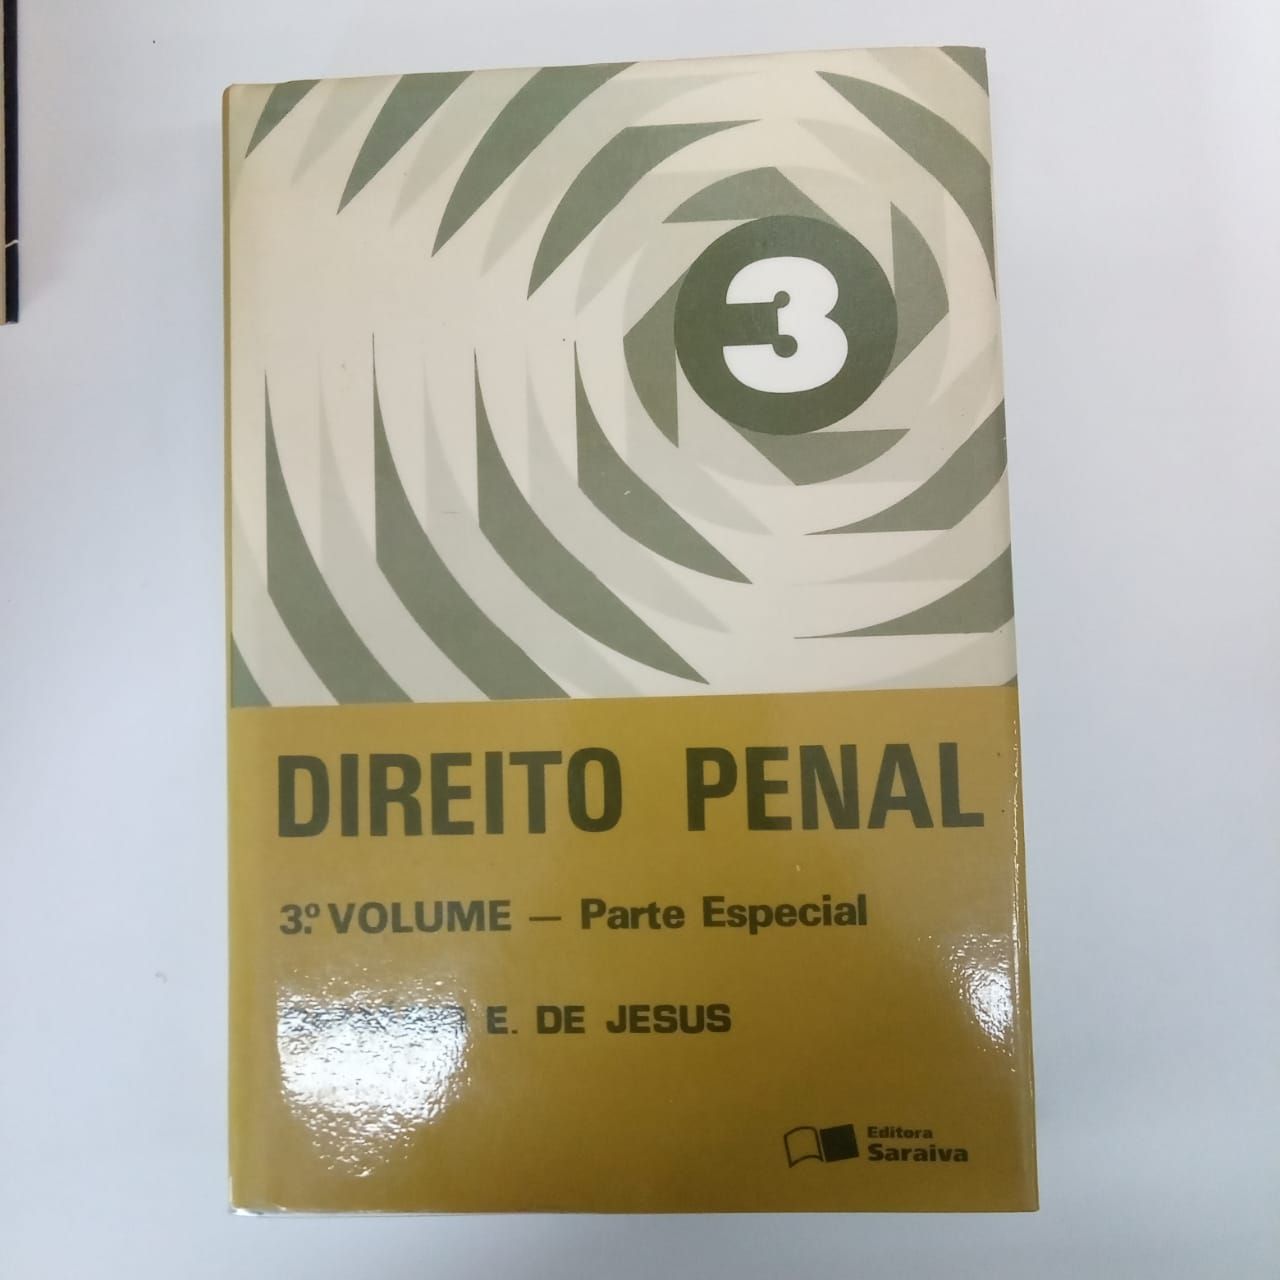 3
DIREITO PENAL
3º VOLUME — Parte Especial
E. DE JESUS
Editora
Saraiva